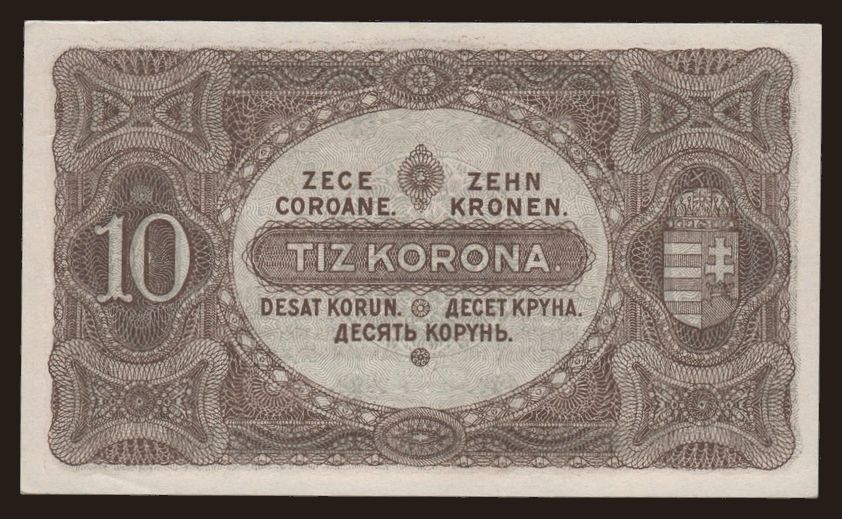 ZECE ZEHN
COROANE. KRONEN.
10
TIZ KORONA.
DESAT KORUN. ДЕСЕТ КРУНА.
ДЕСЯТЬ КОРУНЬ.